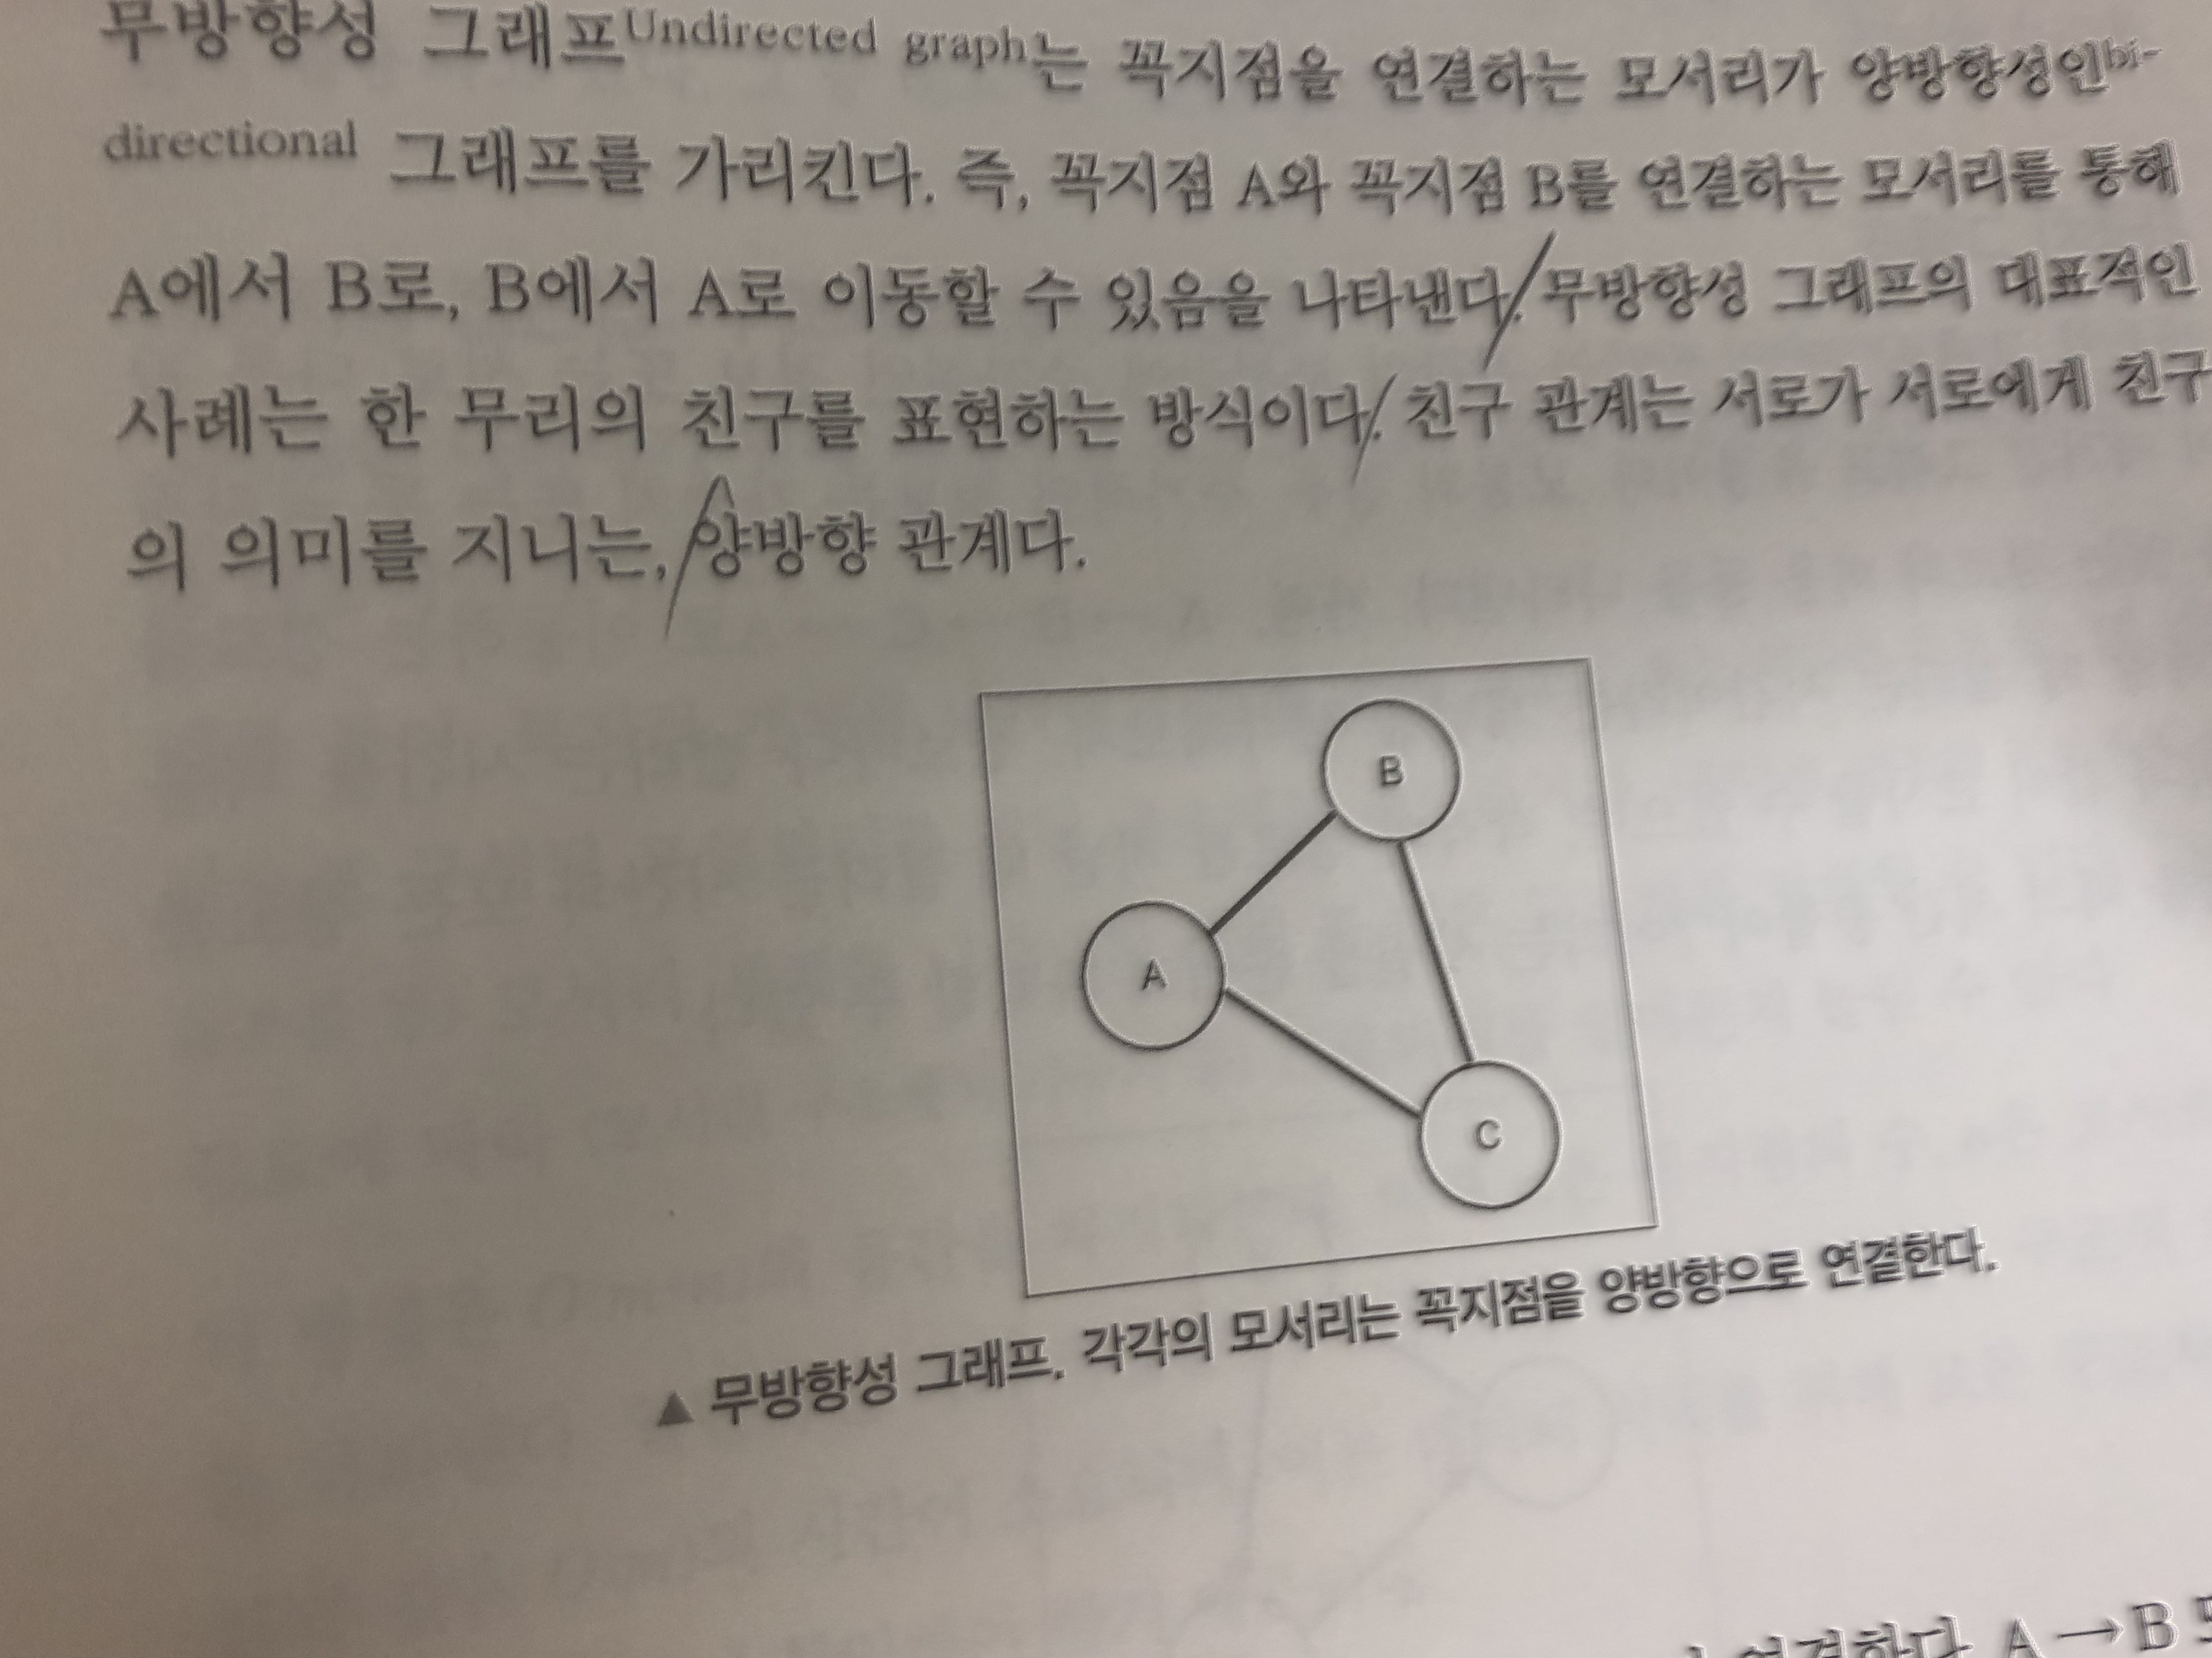 무방향성 그래프Undirected graph는 꼭지점을 연결하는 모서리가 양방향성인bi-
directional 그래프를 가리킨다. 즉, 꼭지점 A와 꼭지점 B를 연결하는 모서리를 통해
A에서 B로, B에서 A로 이동할 수 있음을 나타낸다. 무방향성 그래프의 대표적인
사례는 한 무리의 친구를 표현하는 방식이다. 친구 관계는 서로가 서로에게 친구
의 의미를 지니는, 양방향 관계다.
B
A
C
▲ 무방향성 그래프. 각각의 모서리는 꼭지점을 양방향으로 연결한다.
연결한다 A→B